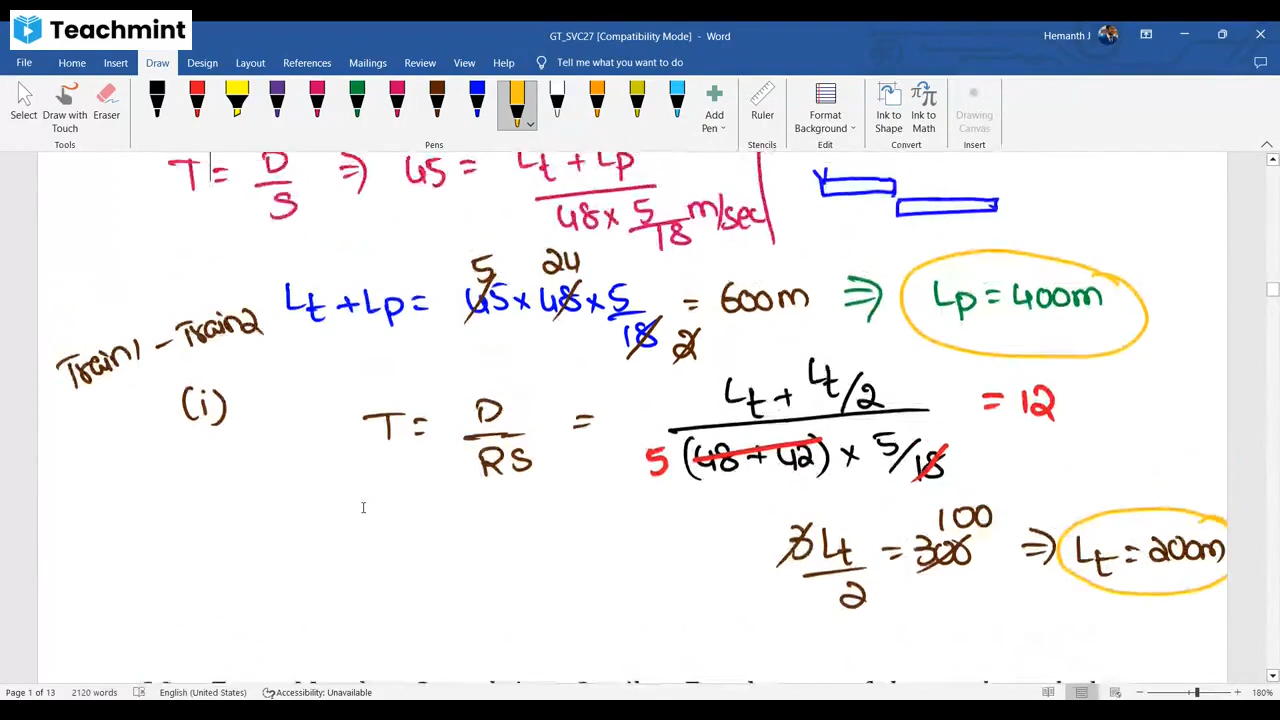 Teachmint
GT_SVC27 [Compatibility Mode] - Word
Hemanth J
File Home Insert Draw Design Layout References Mailings Review View Help Tell me what you want to do
Select Draw with Touch Eraser Add Pen Ruler Format Background Ink to Shape Ink to Math Drawing Canvas
Tools Pens Stencils Edit Convert Replay
T = D/S ⇒ 45 = Lt + Lp / 48 × 5/18 m/sec
5 24
Lt + Lp = 45 × 48 × 5/18 2 = 600m ⇒ Lp = 400m
Train1 - Train2
(i) T = D/RS = Lt + Lt/2 / 5 (48 + 42) × 5/18 = 12
100
3Lt/2 = 300 ⇒ Lt = 200m
Page 1 of 13 2120 words English (United States) Accessibility: Unavailable 180%